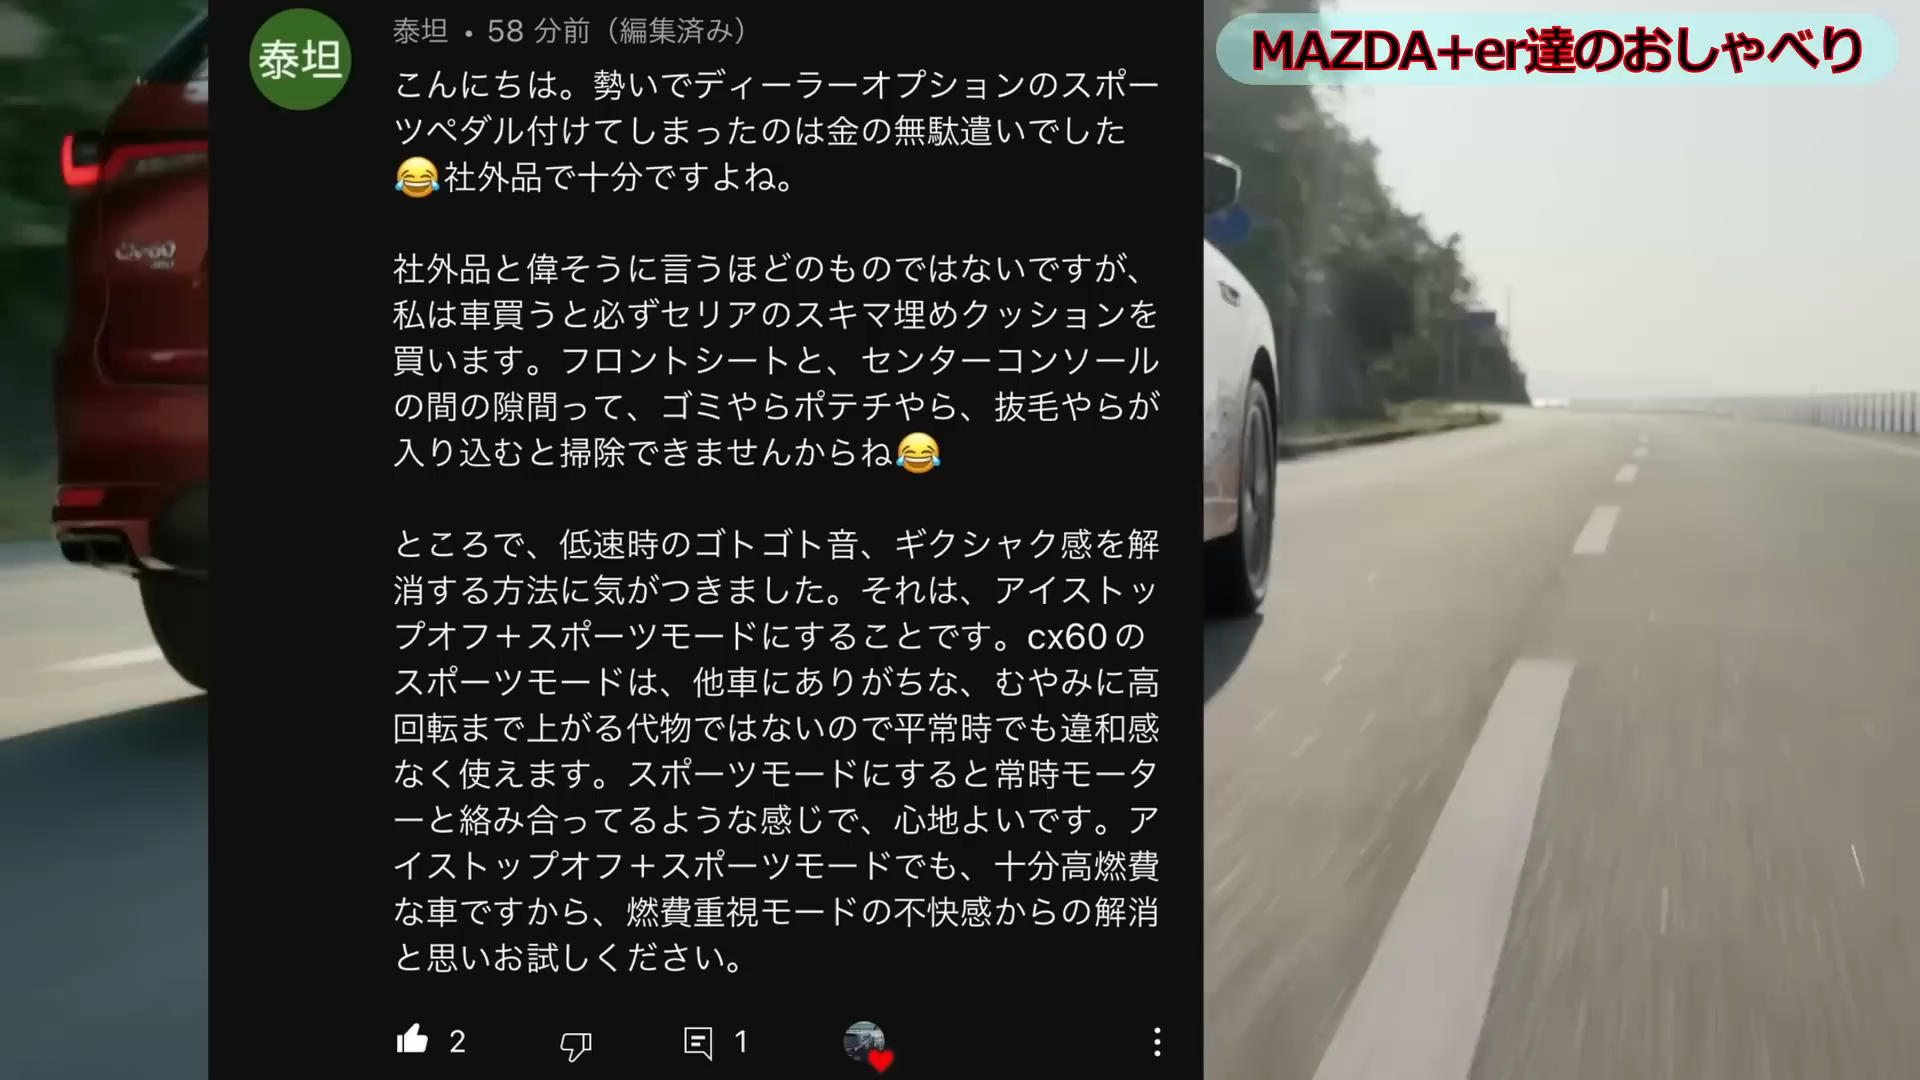 MAZDA+er達のおしゃべり
泰坦
泰坦 • 58 分前（編集済み）
こんにちは。勢いでディーラーオプションのスポー
ツペダル付けてしまったのは金の無駄遣いでした
😂社外品で十分ですよね。
社外品と偉そうに言うほどのものではないですが、
私は車買うと必ずセリアのスキマ埋めクッションを
買います。フロントシートと、センターコンソール
の間の隙間って、ゴミやらポテチやら、抜毛やらが
入り込むと掃除できませんからね😂
ところで、低速時のゴトゴト音、ギクシャク感を解
消する方法に気がつきました。それは、アイストッ
プオフ＋スポーツモードにすることです。cx60の
スポーツモードは、他車にありがちな、むやみに高
回転まで上がる代物ではないので平常時でも違和感
なく使えます。スポーツモードにすると常時モータ
ーと絡み合ってるような感じで、心地よいです。ア
イストップオフ＋スポーツモードでも、十分高燃費
な車ですから、燃費重視モードの不快感からの解消
と思いお試しください。
2
1
CX-60